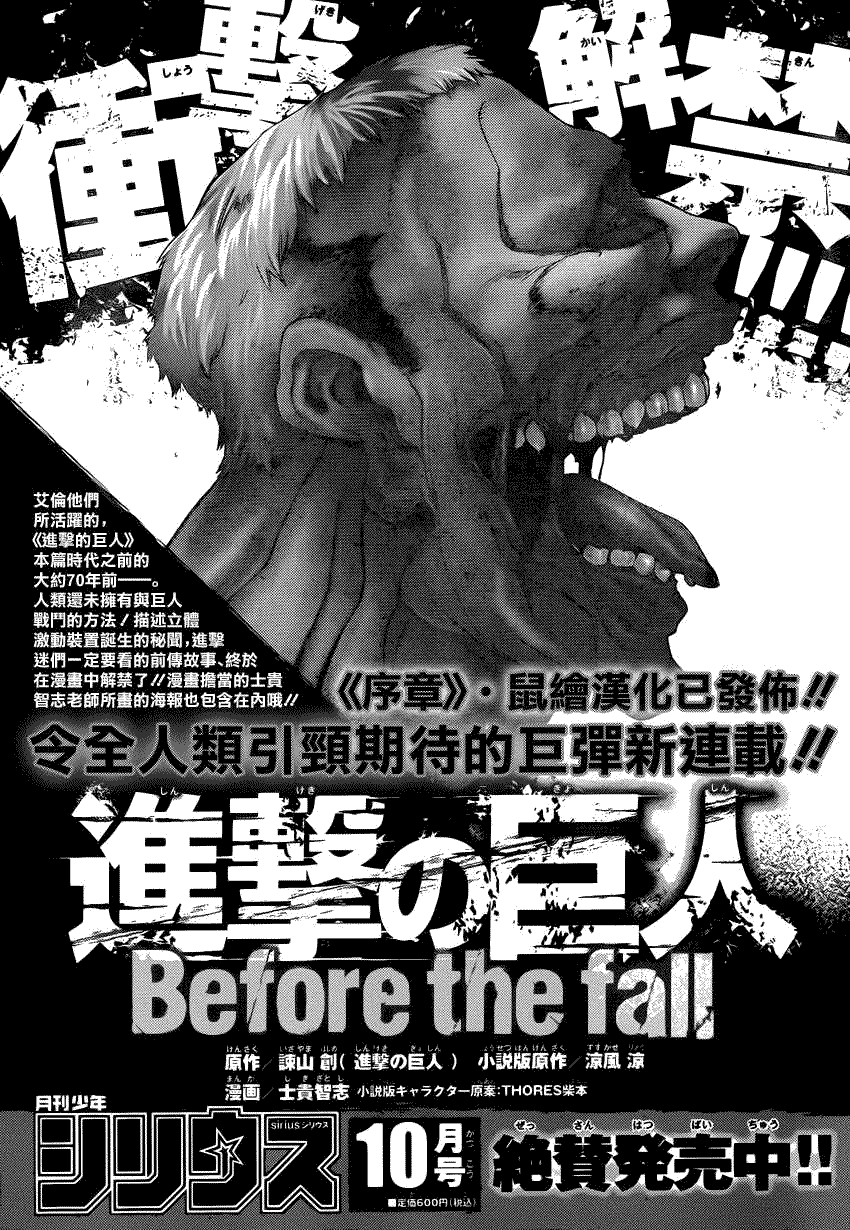 衝撃
解禁!!!
艾倫他們
所活躍的,
《進擊的巨人》
本篇時代之前的
大約70年前——。
人類還未擁有與巨人
戰鬥的方法!描述立體
激動裝置誕生的秘聞,進擊
迷們一定要看的前傳故事、終於
在漫畫中解禁了!!漫畫擔當的士貴
智志老師所畫的海報也包含在內哦!!
《序章》·鼠繪漢化已發佈!!
令全人類引頸期待的巨彈新連載!!
進撃の巨人
Before the fall
原作/諫山創(進撃の巨人) 小説版原作/涼風涼
漫画/士貴智志 小説版キャラクター原案:THORES柴本
月刊少年
シリウス
siriusシリウス
10月号
■定価600円(税込)
絶賛発売中!!